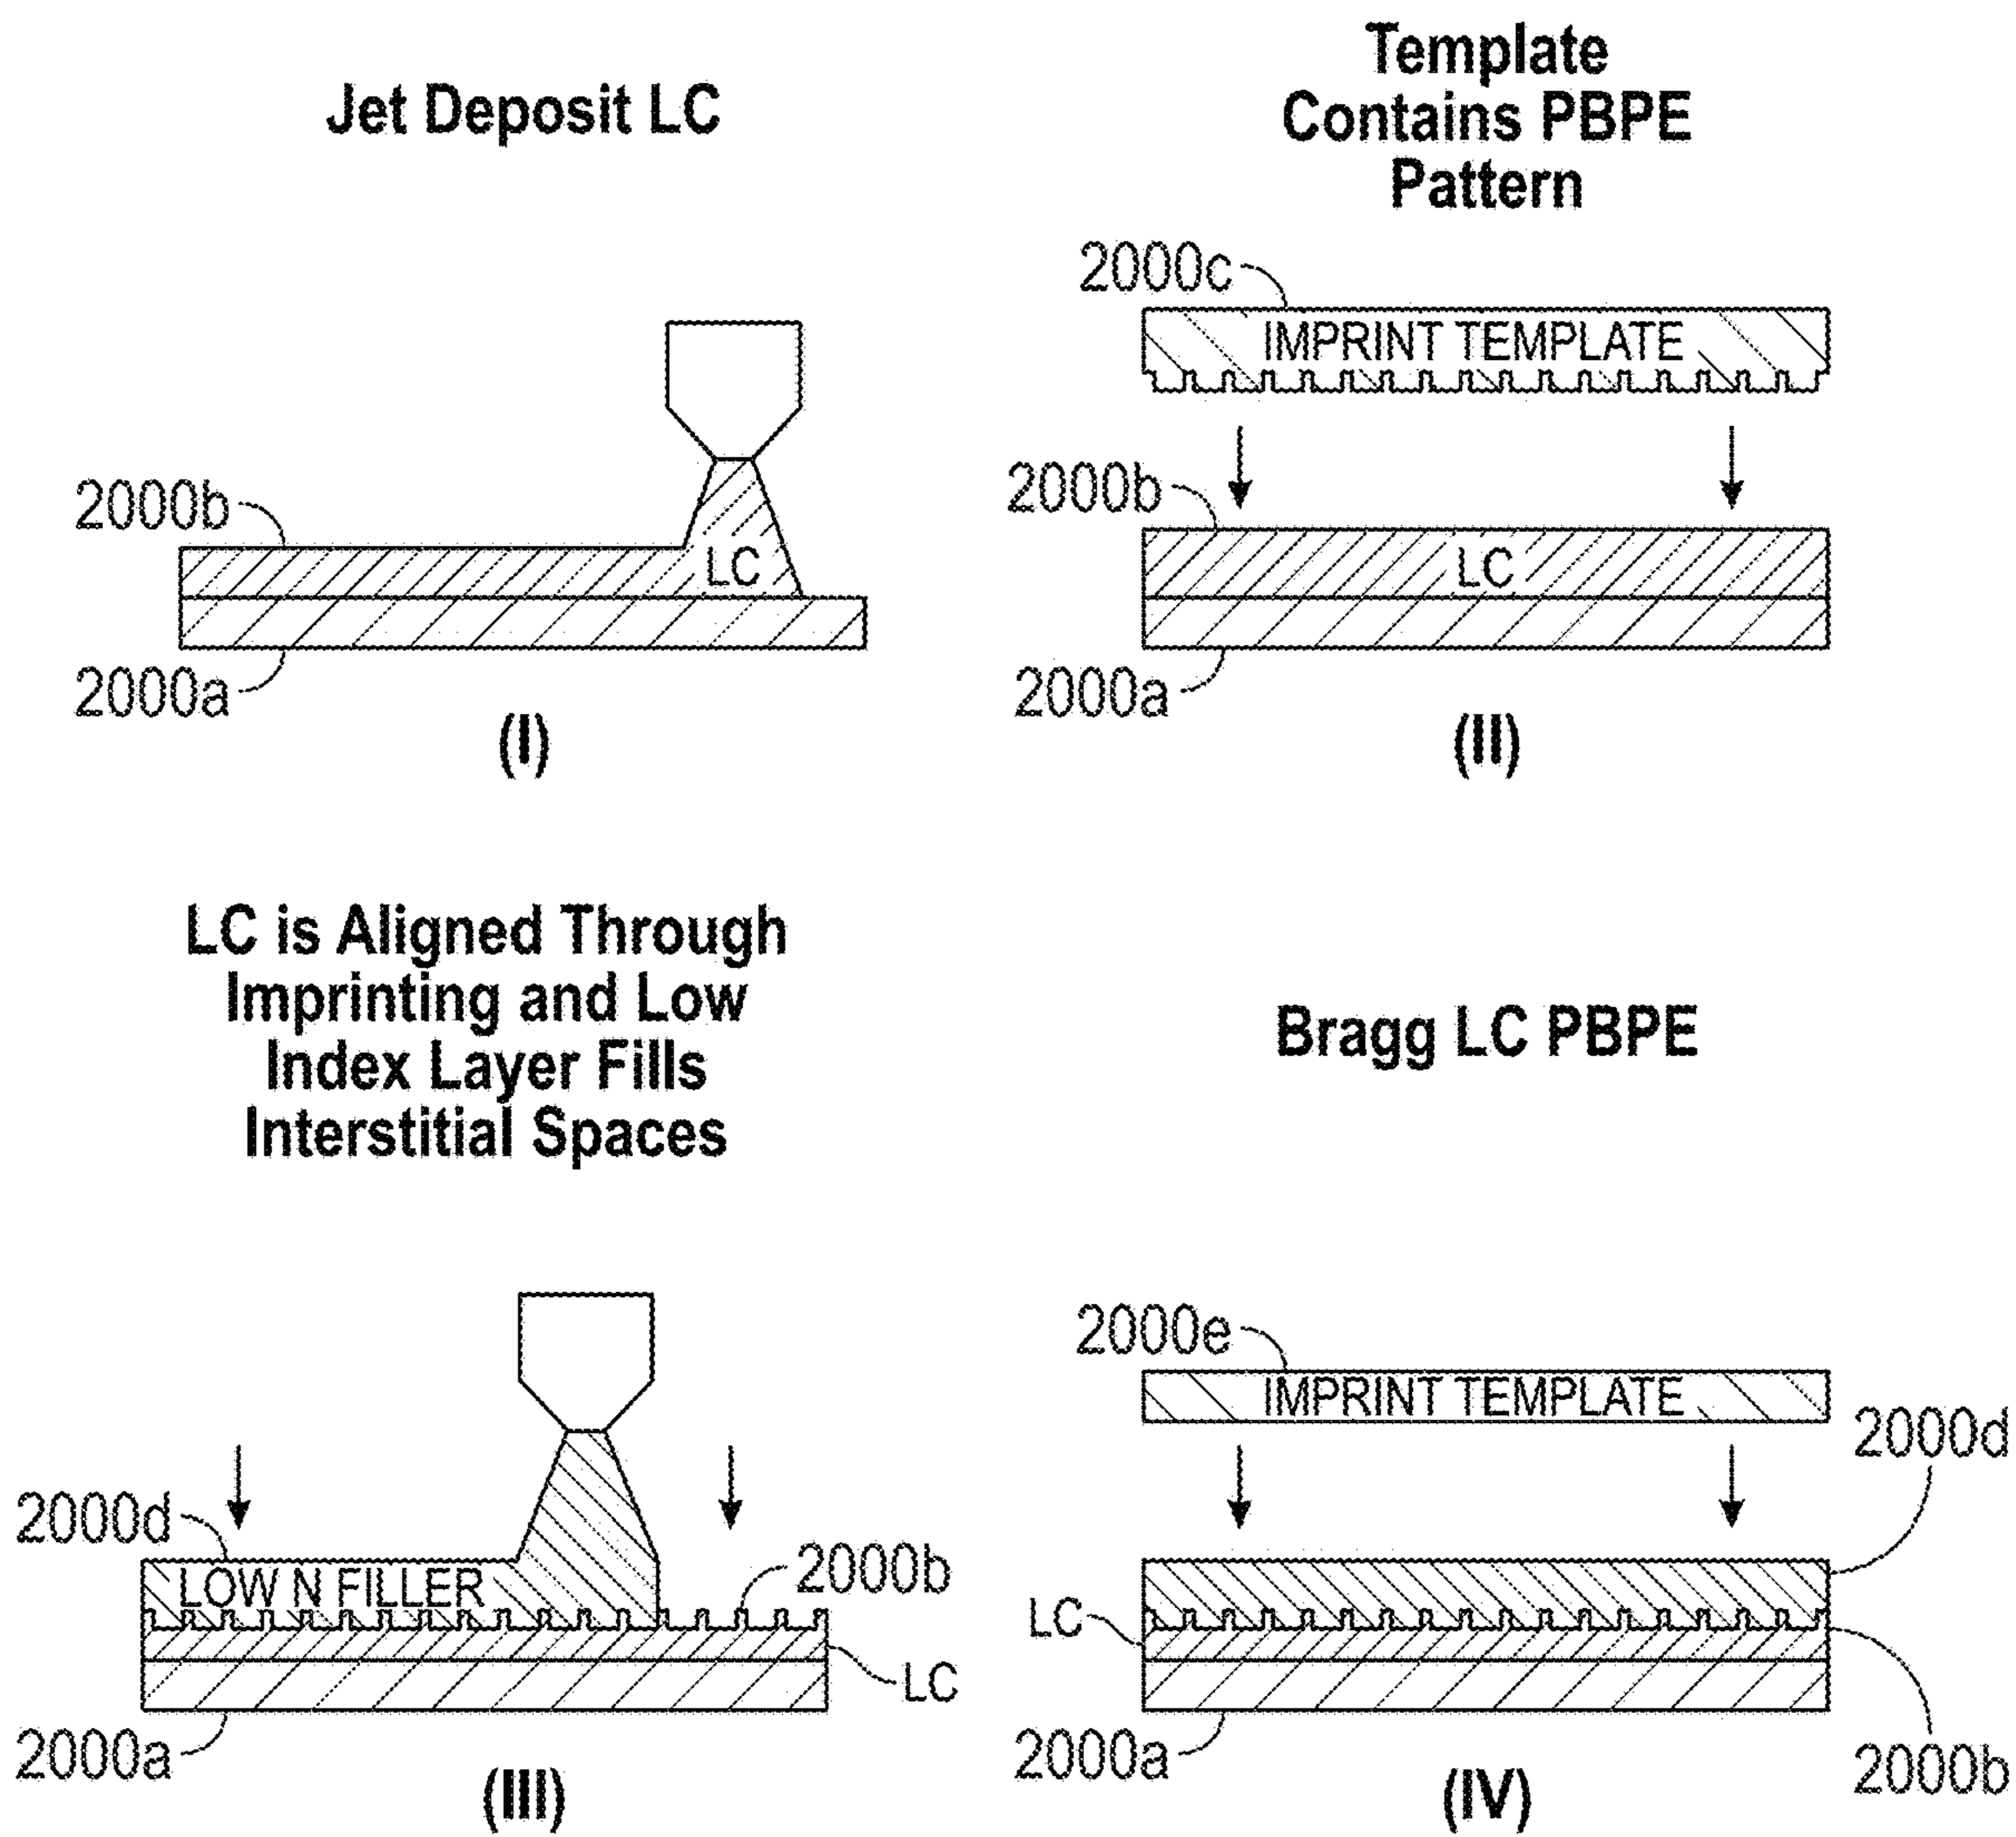 Jet Deposit LC
2000b
LC
2000a
(I)
Template
Contains PBPE
Pattern
2000c
IMPRINT TEMPLATE
2000b
LC
2000a
(II)
LC is Aligned Through
Imprinting and Low
Index Layer Fills
Interstitial Spaces
2000d
LOW N FILLER
2000b
LC
2000a
(III)
Bragg LC PBPE
2000e
IMPRINT TEMPLATE
2000d
LC
2000a
2000b
(IV)